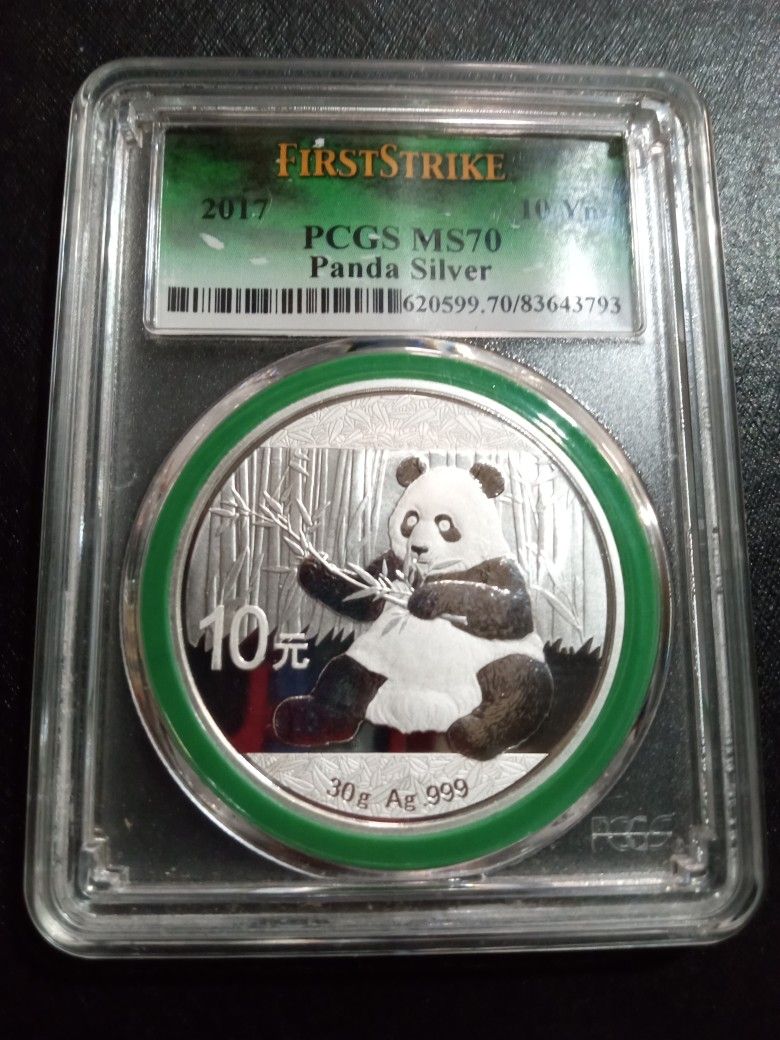 FIRSTSTRIKE
2017 10 Yn
PCGS MS70
Panda Silver
620599.70/83643793
10元
30g Ag .999
PCGS